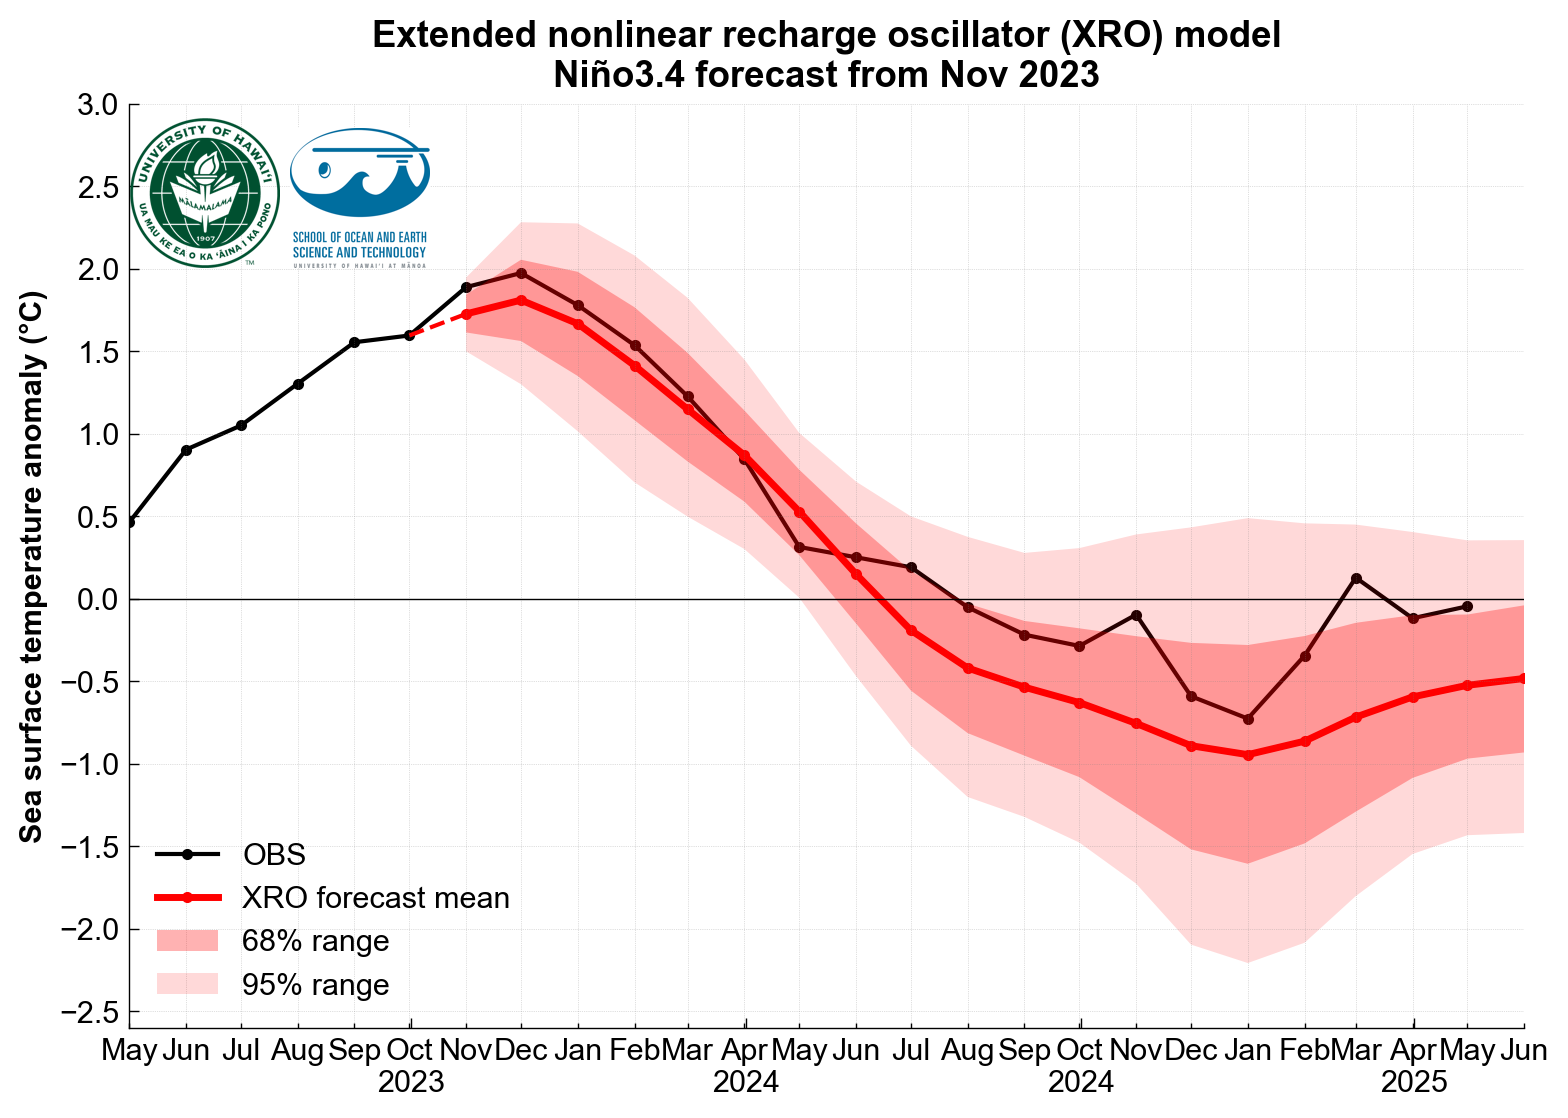 Extended nonlinear recharge oscillator (XRO) model
Niño3.4 forecast from Nov 2023
Sea surface temperature anomaly (°C)
3.0
2.5
2.0
1.5
1.0
0.5
0.0
−0.5
−1.0
−1.5
−2.0
−2.5
UNIVERSITY OF HAWAIʻI
MĀLAMALAMA
1907
UA MAU KE EA O KA ʻĀINA I KA PONO
TM
SCHOOL OF OCEAN AND EARTH
SCIENCE AND TECHNOLOGY
UNIVERSITY OF HAWAIʻI AT MĀNOA
OBS
XRO forecast mean
68% range
95% range
May Jun Jul Aug Sep Oct Nov Dec Jan Feb Mar Apr May Jun Jul Aug Sep Oct Nov Dec Jan Feb Mar Apr May Jun
2023 2024 2024 2025